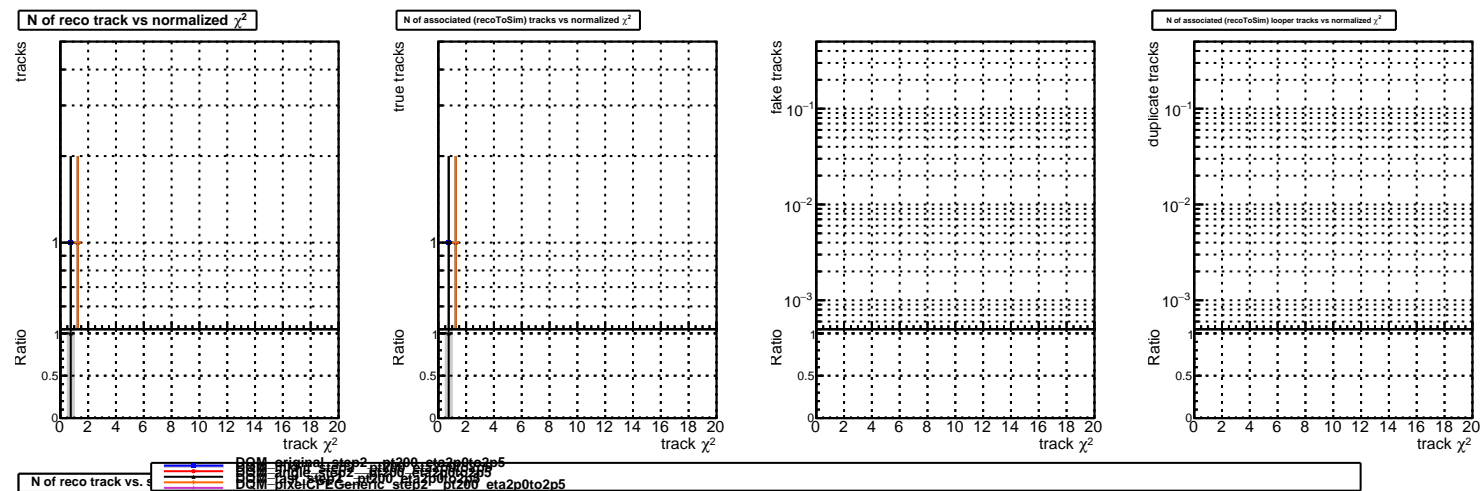 N of reco track vs normalized χ²
N of associated (recoToSim) tracks vs normalized χ²
N of associated (recoToSim) looper tracks vs normalized χ²
tracks
1
Ratio
1
0.5
0
0 2 4 6 8 10 12 14 16 18 20
track χ²
true tracks
1
Ratio
1
0.5
0
0 2 4 6 8 10 12 14 16 18 20
track χ²
fake tracks
10⁻¹
10⁻²
10⁻³
Ratio
1
0.5
0
0 2 4 6 8 10 12 14 16 18 20
track χ²
duplicate tracks
10⁻¹
10⁻²
10⁻³
Ratio
1
0.5
0
0 2 4 6 8 10 12 14 16 18 20
track χ²
N of reco track vs.
DQM_original_step2__pt200_eta2p0to2p5
DQM_angle_step2__pt200_eta2p0to2p5
DQM_pixelCPEGeneric_step2__pt200_eta2p0to2p5